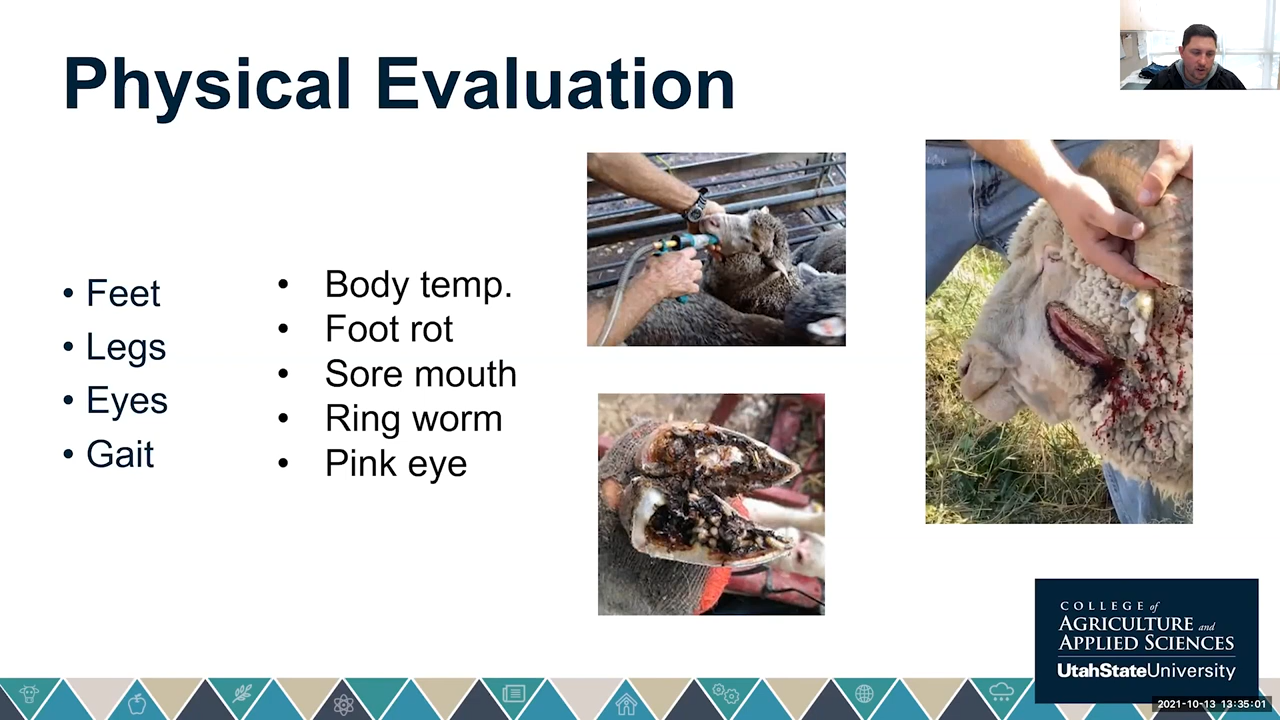 Physical Evaluation
• Feet
• Legs
• Eyes
• Gait
• Body temp.
• Foot rot
• Sore mouth
• Ring worm
• Pink eye
COLLEGE of
AGRICULTURE and
APPLIED SCIENCES
UtahStateUniversity
2021-10-13 13:35:01